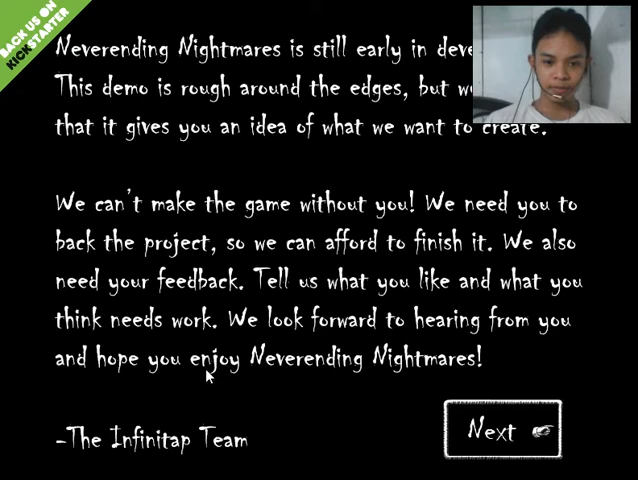 BACK US ON
KICKSTARTER
Neverending Nightmares is still early in
This demo is rough around the edges, but
that it gives you an idea of what we want to create.
We can't make the game without you! We need you to
back the project, so we can afford to finish it. We also
need your feedback. Tell us what you like and what you
think needs work. We look forward to hearing from you
and hope you enjoy Neverending Nightmares!
-The Infinitap Team
Next